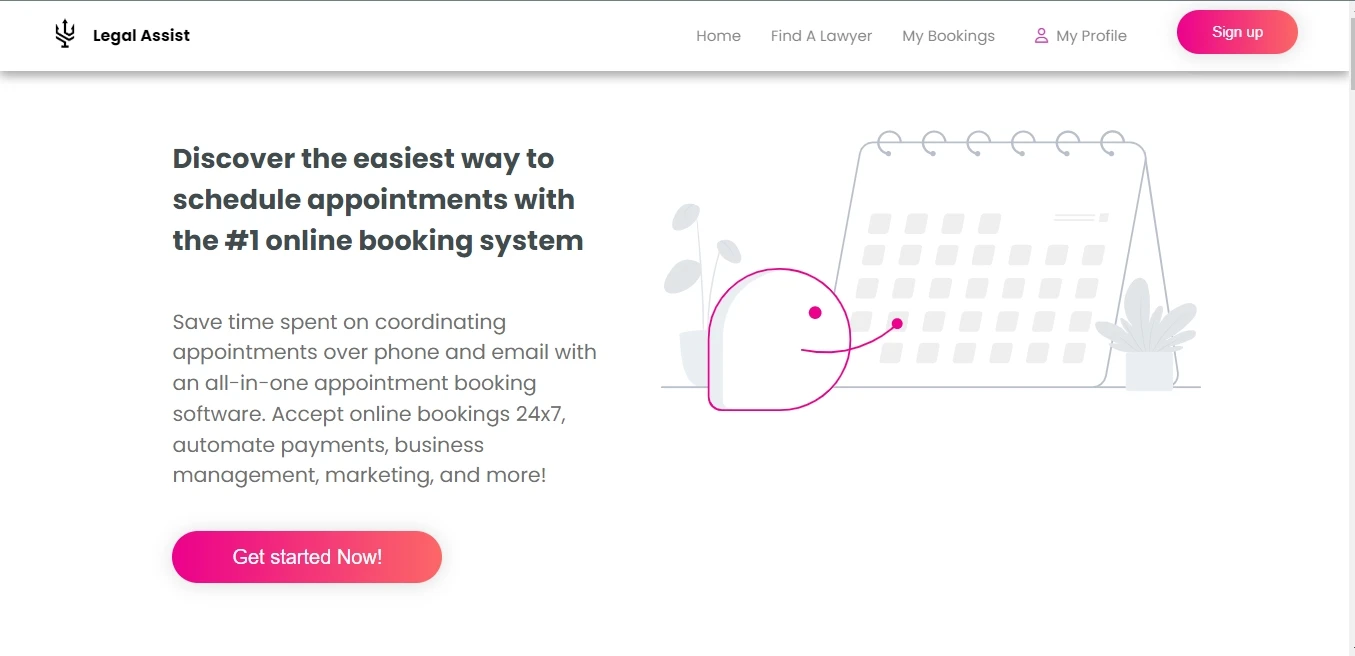 Legal Assist
Home Find A Lawyer My Bookings My Profile Sign up
Discover the easiest way to
schedule appointments with
the #1 online booking system
Save time spent on coordinating
appointments over phone and email with
an all-in-one appointment booking
software. Accept online bookings 24x7,
automate payments, business
management, marketing, and more!
Get started Now!